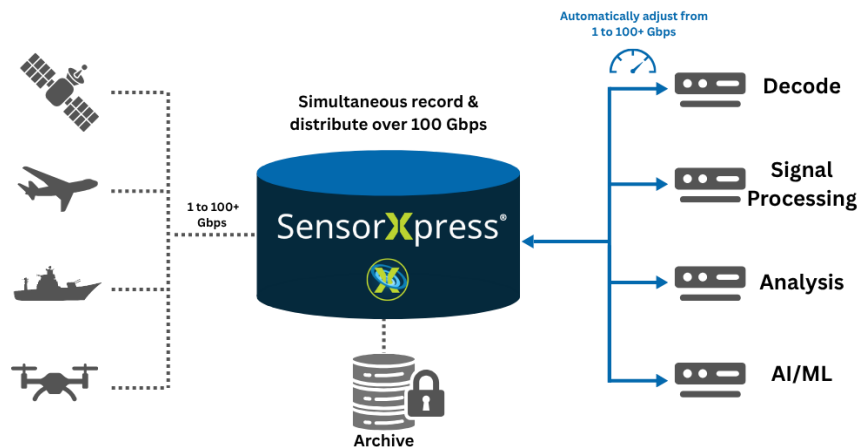 Automatically adjust from
1 to 100+ Gbps
Simultaneous record &
distribute over 100 Gbps
1 to 100+
Gbps
SensorXpress®
X
Decode
Signal
Processing
Analysis
AI/ML
Archive